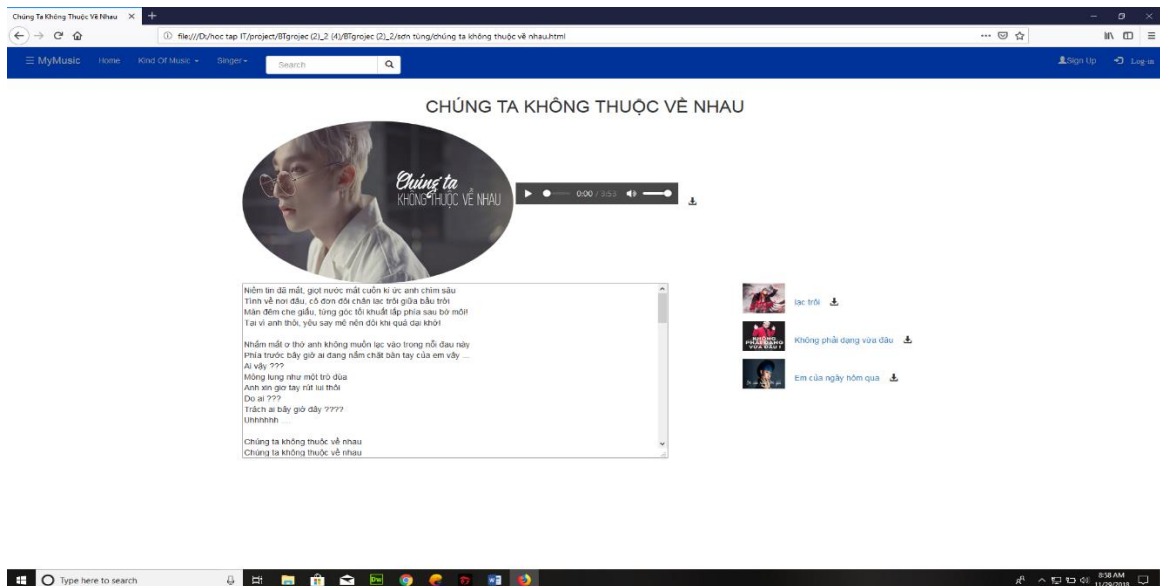 Chúng Ta Không Thuộc Về Nhau
file:///D:/hoc tap IT/project/BTgrojec (2)_2 (4)/BTgrojec (2)_2/sơn tùng/chúng ta không thuộc về nhau.html
MyMusic Home Kind Of Music Singer Search Sign Up Log-in
CHÚNG TA KHÔNG THUỘC VỀ NHAU
Chúng ta
KHÔNG THUỘC VỀ NHAU
0:00 / 3:53
Niềm tin đã mất, giọt nước mắt cuốn kí ức anh chìm sâu
Tình về nơi đâu, cô đơn đôi chân lạc trôi giữa bầu trời
Màn đêm che giấu, từng góc tối khuất lấp phía sau bờ môi!
Tại vì anh thôi, yêu say mê nên đôi khi quá dại khờ!
Nhắm mắt ơ thờ anh không muốn lạc vào trong nỗi đau này
Phía trước bây giờ ai đang nắm chặt bàn tay của em vậy ...
Ai vậy ???
Mông lung như một trò đùa
Anh xin giơ tay rút lui thôi
Do ai ???
Trách ai bây giờ đây ????
Uhhhhhh ...
Chúng ta không thuộc về nhau
Chúng ta không thuộc về nhau
lạc trôi
KHÔNG
PHẢI DẠNG
VỪA ĐÂU
Không phải dạng vừa đâu
Em của ngày hôm qua
Type here to search
8:58 AM
11/29/2018